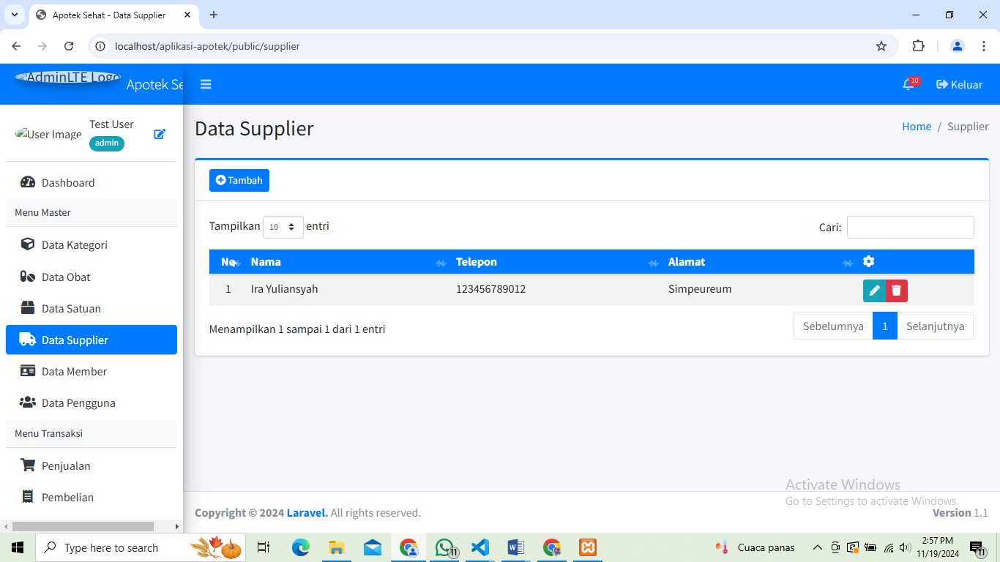 Apotek Sehat - Data Supplier
localhost/aplikasi-apotek/public/supplier
AdminLTE Logo
Apotek Se
10
Keluar
User Image
Test User
admin
Data Supplier
Home / Supplier
Dashboard
Menu Master
Data Kategori
Data Obat
Data Satuan
Data Supplier
Data Member
Data Pengguna
Menu Transaksi
Penjualan
Pembelian
Tambah
Tampilkan 10 entri
Cari:
No Nama Telepon Alamat
1 Ira Yuliansyah 123456789012 Simpeureum
Menampilkan 1 sampai 1 dari 1 entri
Sebelumnya 1 Selanjutnya
Activate Windows
Go to Settings to activate Windows.
Copyright © 2024 Laravel. All rights reserved.
Version 1.1
Type here to search
11
Cuaca panas
2:57 PM
11/19/2024
11